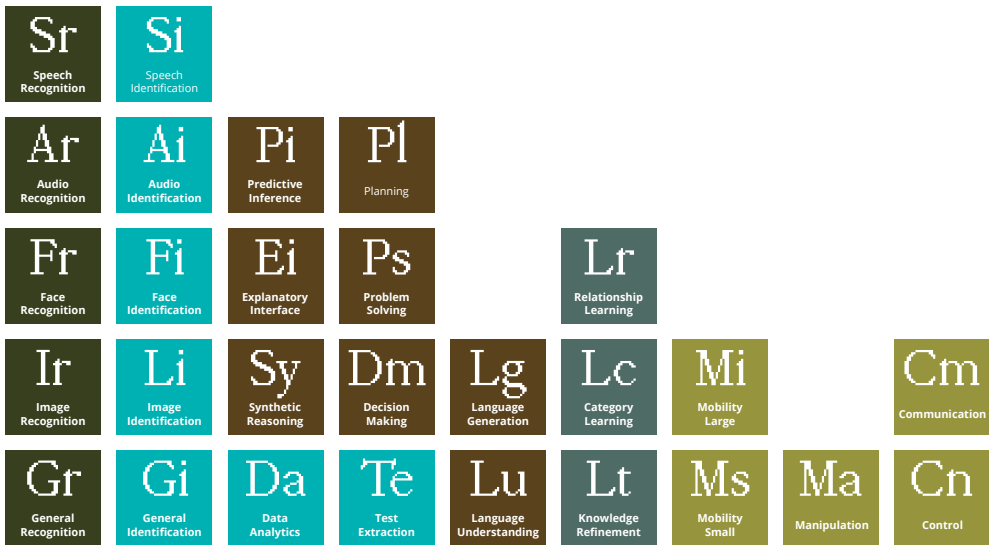 Sr
Speech
Recognition
Si
Speech
Identification
Ar
Audio
Recognition
Ai
Audio
Identification
Pi
Predictive
Inference
Pl
Planning
Fr
Face
Recognition
Fi
Face
Identification
Ei
Explanatory
Interface
Ps
Problem
Solving
Lr
Relationship
Learning
Ir
Image
Recognition
Li
Image
Identification
Sy
Synthetic
Reasoning
Dm
Decision
Making
Lg
Language
Generation
Lc
Category
Learning
Mi
Mobility
Large
Cm
Communication
Gr
General
Recognition
Gi
General
Identification
Da
Data
Analytics
Te
Test
Extraction
Lu
Language
Understanding
Lt
Knowledge
Refinement
Ms
Mobility
Small
Ma
Manipulation
Cn
Control